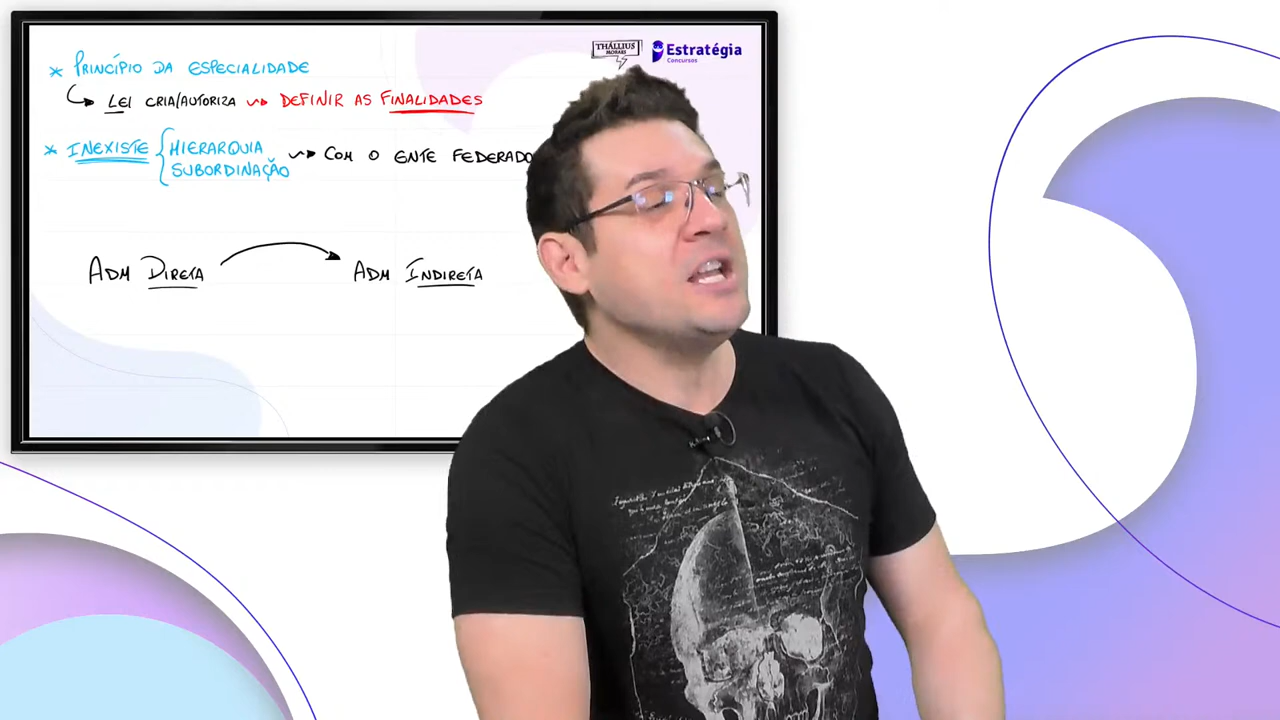 THÁLLIUS
MORAES
Estratégia
Concursos
* PRINCÍPIO DA ESPECIALIDADE
LEI CRIA/AUTORIZA DEFINIR AS FINALIDADES
* INEXISTE { HIERARQUIA
SUBORDINAÇÃO
COM O ENTE FEDERADO
ADM DIRETA ADM INDIRETA